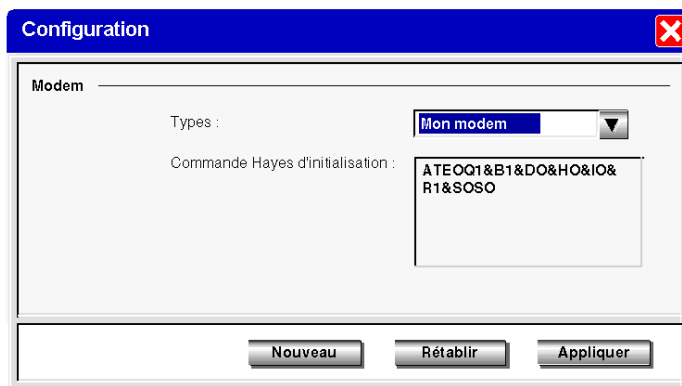 Configuration
Modem
Types :
Mon modem
Commande Hayes d'initialisation :
ATEOQ1&B1&DO&HO&IO&
R1&SOSO
Nouveau
Rétablir
Appliquer